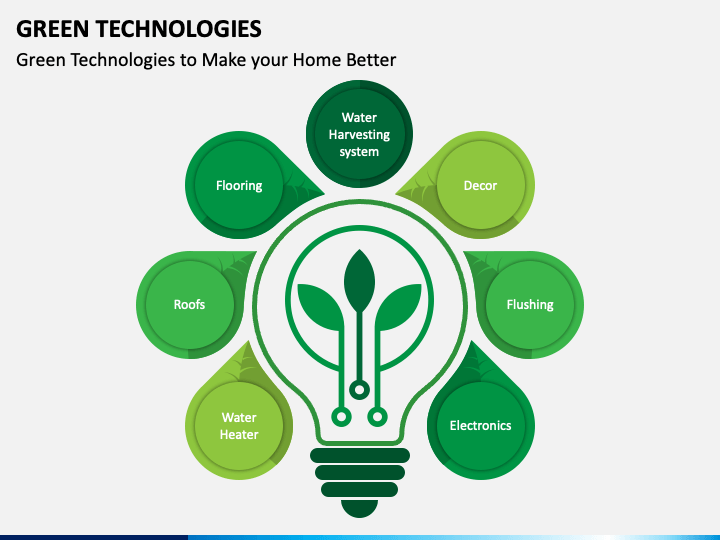 GREEN TECHNOLOGIES
Green Technologies to Make your Home Better
Water
Harvesting
system
Flooring
Decor
Roofs
Flushing
Water
Heater
Electronics